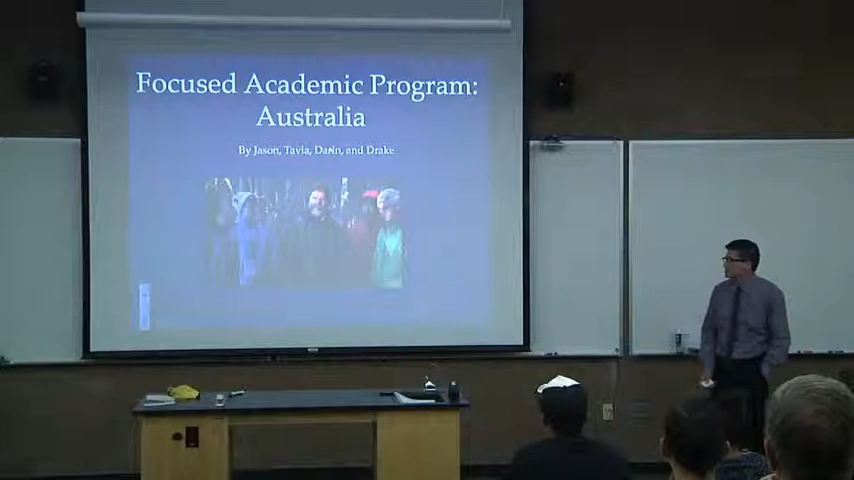 Focused Academic Program:
Australia
By Jason, Tavia, Darin, and Drake